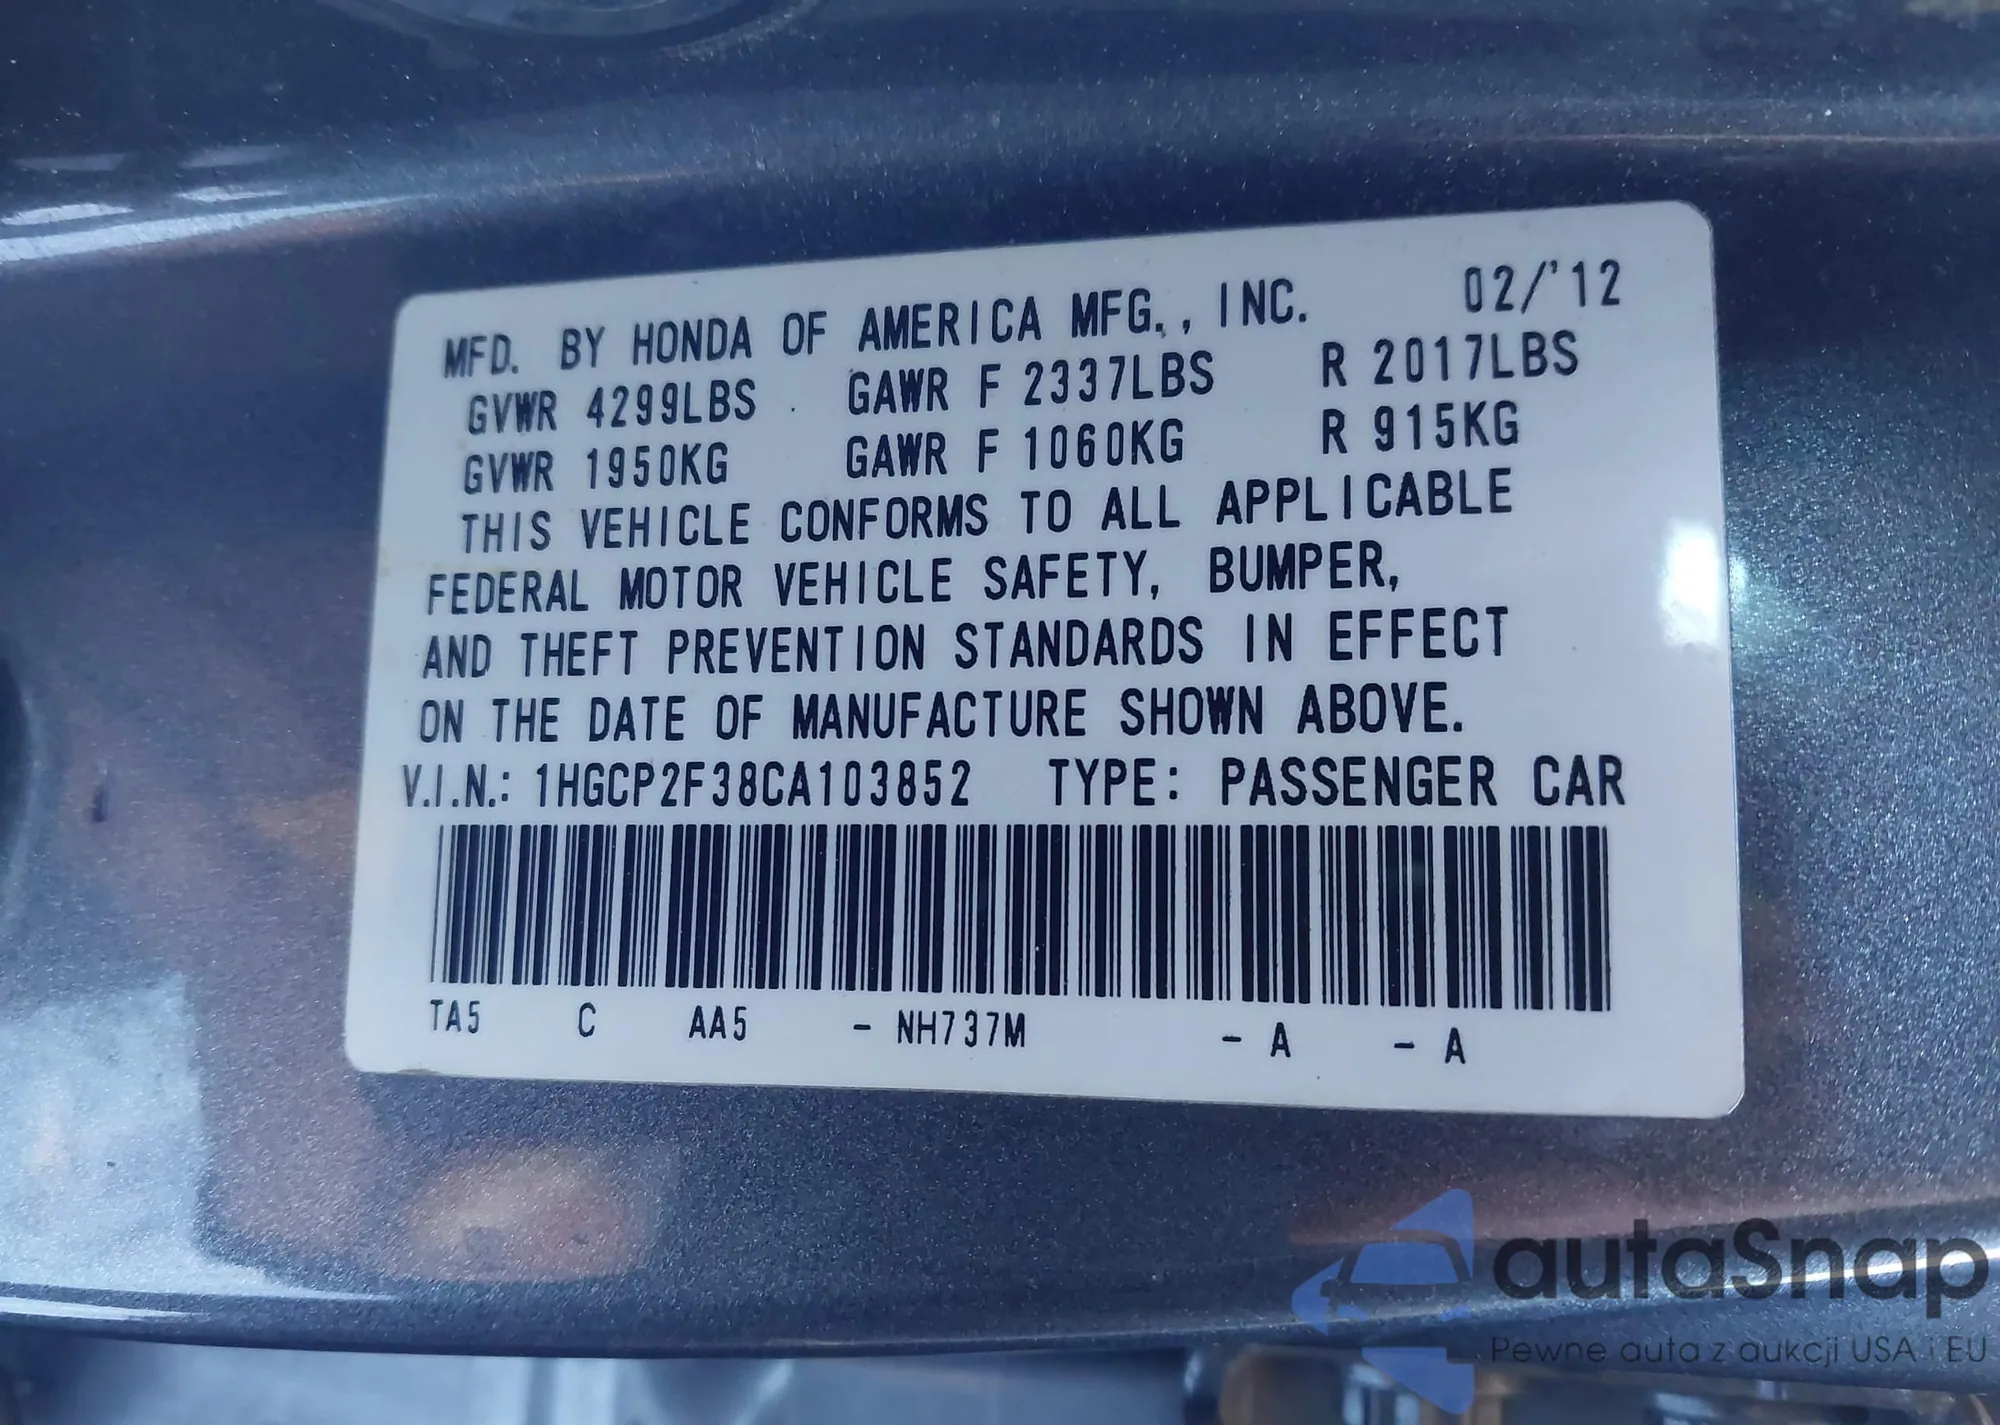 MFD. BY HONDA OF AMERICA MFG., INC. 02/'12
GVWR 4299LBS GAWR F 2337LBS R 2017LBS
GVWR 1950KG GAWR F 1060KG R 915KG
THIS VEHICLE CONFORMS TO ALL APPLICABLE
FEDERAL MOTOR VEHICLE SAFETY, BUMPER,
AND THEFT PREVENTION STANDARDS IN EFFECT
ON THE DATE OF MANUFACTURE SHOWN ABOVE.
V.I.N.: 1HGCP2F38CA103852 TYPE: PASSENGER CAR
TA5 C AA5 - NH737M - A - A
autaSnap
Pewne auta z aukcji USA i EU